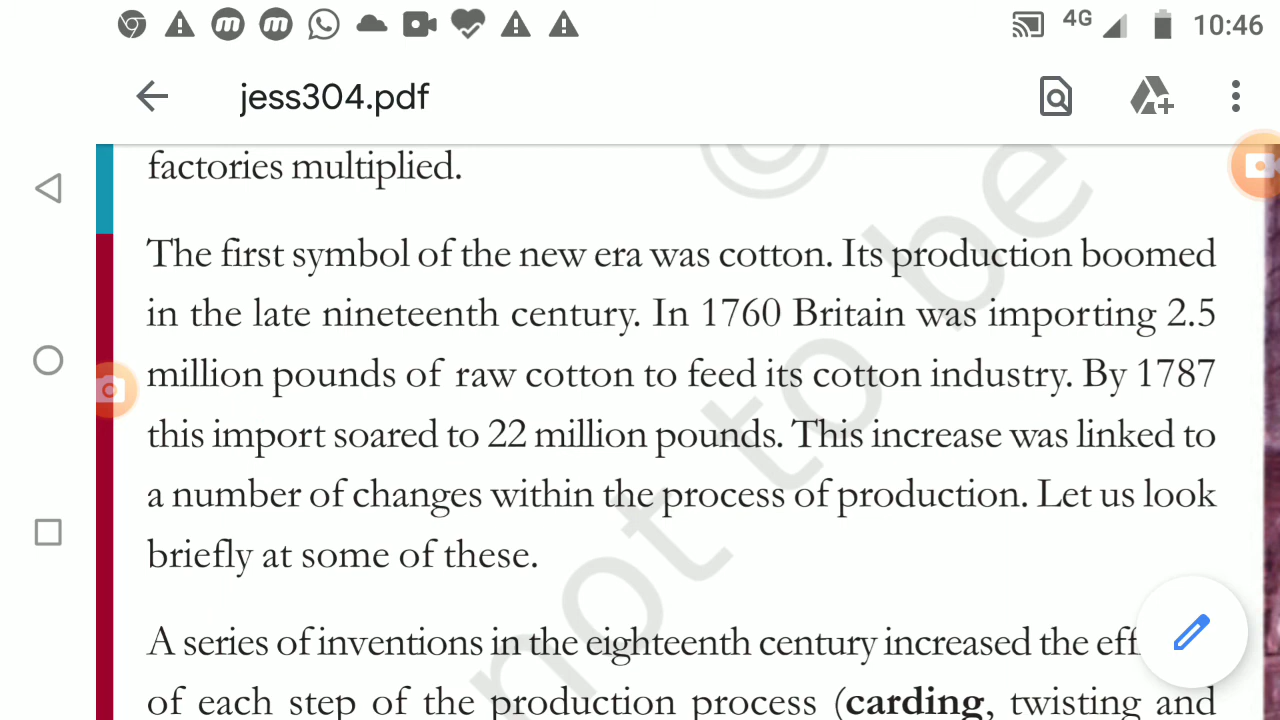 4G 10:46
jess304.pdf
factories multiplied.
The first symbol of the new era was cotton. Its production boomed
in the late nineteenth century. In 1760 Britain was importing 2.5
million pounds of raw cotton to feed its cotton industry. By 1787
this import soared to 22 million pounds. This increase was linked to
a number of changes within the process of production. Let us look
briefly at some of these.
A series of inventions in the eighteenth century increased the eff
of each step of the production process (carding, twisting and
© not to be